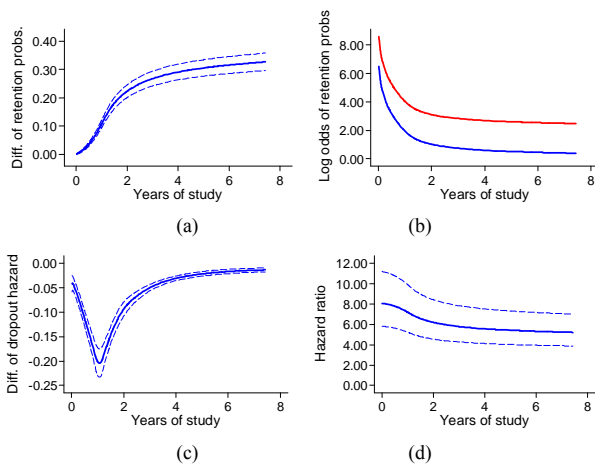 Diff. of retention probs.
0.40
0.30
0.20
0.10
0.00
0 2 4 6 8
Years of study
(a)
Log odds of retention probs.
8.00
6.00
4.00
2.00
0.00
0 2 4 6 8
Years of study
(b)
Diff. of dropout hazard
0.00
-0.05
-0.10
-0.15
-0.20
-0.25
0 2 4 6 8
Years of study
(c)
Hazard ratio
12.00
10.00
8.00
6.00
4.00
2.00
0.00
0 2 4 6 8
Years of study
(d)